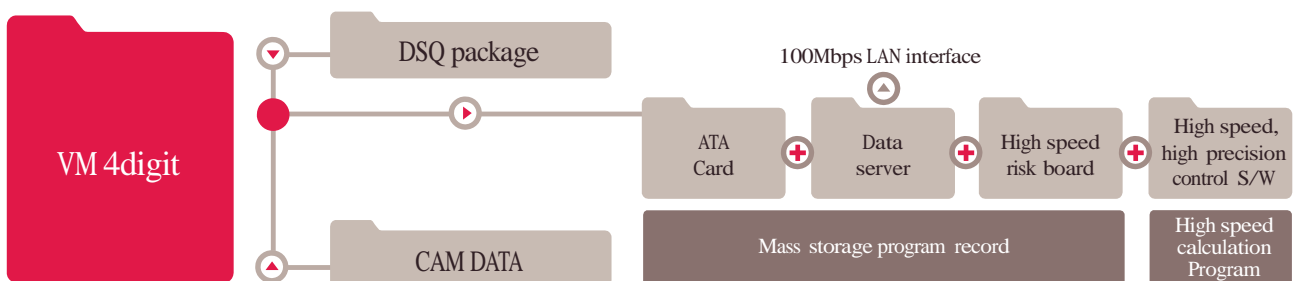 VM 4digit
DSQ package
CAM DATA
100Mbps LAN interface
ATA
Card
Data
server
High speed
risk board
High speed,
high precision
control S/W
Mass storage program record
High speed
calculation
Program